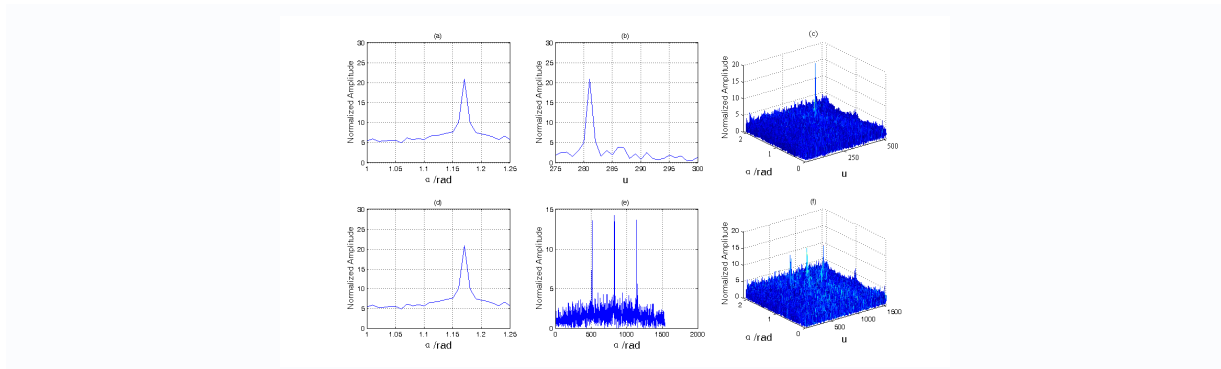 (a)
30
25
20
15
10
5
0
Normalized Amplitude
1 1.05 1.1 1.15 1.2 1.25
α /rad
(b)
30
25
20
15
10
5
0
Normalized Amplitude
275 280 285 290 295 300
u
(c)
20
15
10
5
0
Normalized Amplitude
2 1 0
α /rad
250 500
u
(d)
30
25
20
15
10
5
0
Normalized Amplitude
1 1.05 1.1 1.15 1.2 1.25
α /rad
(e)
15
10
5
0
Normalized Amplitude
0 500 1000 1500 2000
α /rad
(f)
20
15
10
5
0
Normalized Amplitude
2 1 0
α /rad
500 1000 1500
u